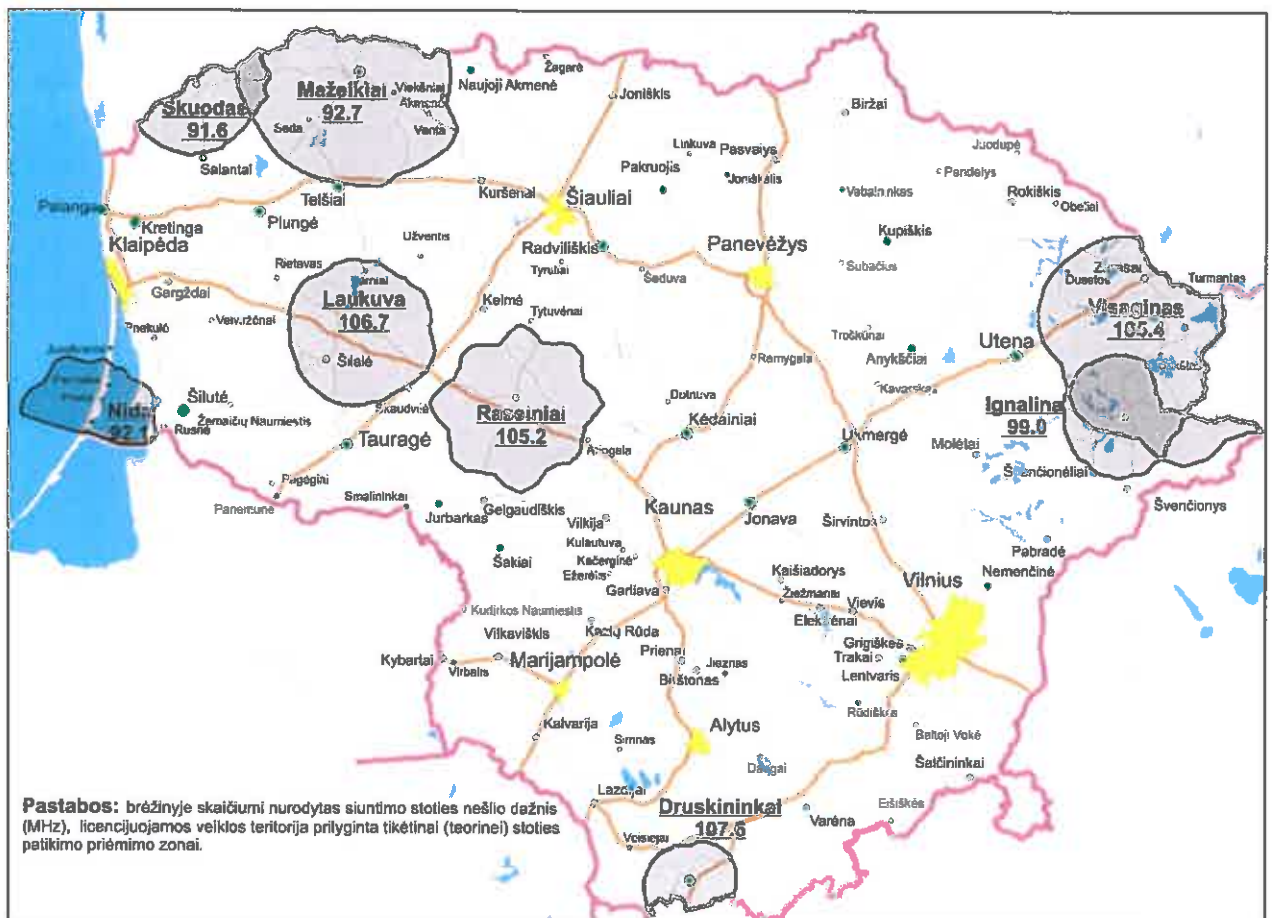 Žagarė
Mažeikiai
92.7
Viekšniai
Naujoji Akmenė
Akmenė
Joniškis
Skuodas
91.6
Seda
Venta
Biržai
Salantai
Linkuva
Pasvalys
Juodupė
Pakruojis
Joniškėlis
Pandėlys
Telšiai
Kuršėnai
Šiauliai
Vabalninkas
Rokiškis
Obeliai
Palanga
Kretinga
Plungė
Klaipėda
Užventis
Radviliškis
Panevėžys
Kupiškis
Rietavas
Tyruliai
Šeduva
Subačius
Zarasai
Dusetos
Turmantas
Gargždai
Laukuva
106.7
Kelmė
Visaginas
105.4
Priekulė
Tytuvėnai
Troškūnai
Utena
Šilalė
Ramygala
Anykščiai
Kavarskas
Šilutė
Dotnuva
Ignalina
99.0
Nida
92.1
Rusnė
Žemaičių Naumiestis
Skaudvilė
Raseiniai
105.2
Kėdainiai
Tauragė
Ariogala
Ukmergė
Molėtai
Švenčionėliai
Pagėgiai
Panemunė
Smalininkai
Gelgaudiškis
Jurbarkas
Kaunas
Jonava
Širvintos
Švenčionys
Vilkija
Kulautuva
Šakiai
Kačerginė
Ežerėlis
Pabradė
Garliava
Kaišiadorys
Vilnius
Nemenčinė
Žiežmariai
Vievis
Kudirkos Naumiestis
Elektrėnai
Vilkaviškis
Kazlų Rūda
Grigiškės
Kybartai
Virbalis
Marijampolė
Prienai
Trakai
Jieznas
Birštonas
Lentvaris
Rūdiškės
Kalvarija
Alytus
Baltoji Vokė
Simnas
Daugai
Šalčininkai
Lazdijai
Druskininkai
107.6
Varėna
Eišiškės
Veisiejai
Pastabos: brėžinyje skaičiumi nurodytas siuntimo stoties nešlio dažnis
(MHz), licencijuojamos veiklos teritorija prilyginta tikėtinai (teorinei) stoties
patikimo priėmimo zonai.